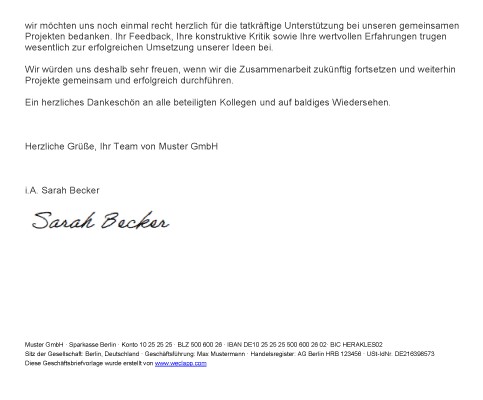 wir möchten uns noch einmal recht herzlich für die tatkräftige Unterstützung bei unseren gemeinsamen
Projekten bedanken. Ihr Feedback, Ihre konstruktive Kritik sowie Ihre wertvollen Erfahrungen trugen
wesentlich zur erfolgreichen Umsetzung unserer Ideen bei.
Wir würden uns deshalb sehr freuen, wenn wir die Zusammenarbeit zukünftig fortsetzen und weiterhin
Projekte gemeinsam und erfolgreich durchführen.
Ein herzliches Dankeschön an alle beteiligten Kollegen und auf baldiges Wiedersehen.
Herzliche Grüße, Ihr Team von Muster GmbH
i.A. Sarah Becker
Sarah Becker
Muster GmbH · Sparkasse Berlin · Konto 10 25 25 25 · BLZ 500 600 26 · IBAN DE10 25 25 25 500 600 26 02· BIC HERAKLES02
Sitz der Gesellschaft: Berlin, Deutschland · Geschäftsführung: Max Mustermann · Handelsregister: AG Berlin HRB 123456 · USt-IdNr. DE216398573
Diese Geschäftsbriefvorlage wurde erstellt von www.weclapp.com